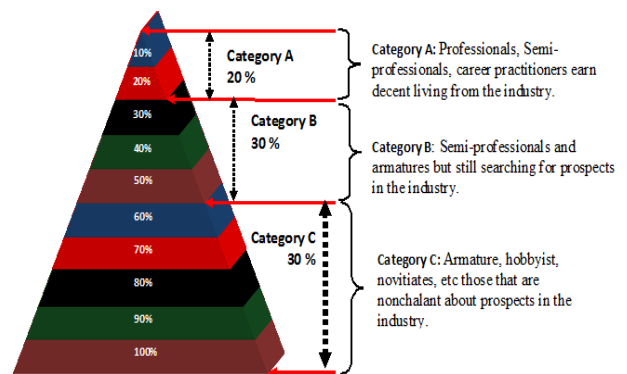 10%
20%
30%
40%
50%
60%
70%
80%
90%
100%
Category A
20 %
Category B
30 %
Category C
30 %
Category A: Professionals, Semi-
professionals, career practitioners earn
decent living from the industry.
Category B: Semi-professionals and
armatures but still searching for prospects
in the industry.
Category C: Armature, hobbyist,
novitiates, etc those that are
nonchalant about prospects in the
industry.